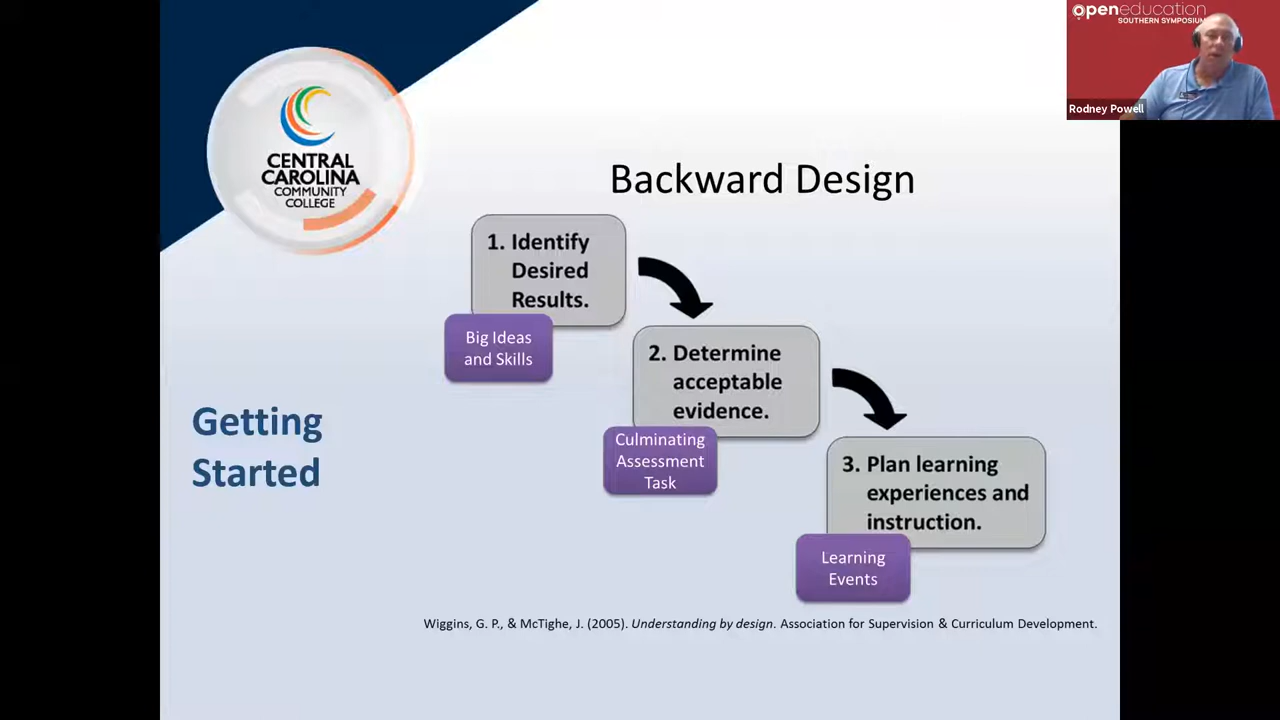 openeducation
SOUTHERN SYMPOSIUM
Rodney Powell
CENTRAL
CAROLINA
COMMUNITY
COLLEGE
Backward Design
1. Identify
Desired
Results.
Big Ideas
and Skills
2. Determine
acceptable
evidence.
Culminating
Assessment
Task
Getting
Started
3. Plan learning
experiences and
instruction.
Learning
Events
Wiggins, G. P., & McTighe, J. (2005). Understanding by design. Association for Supervision & Curriculum Development.